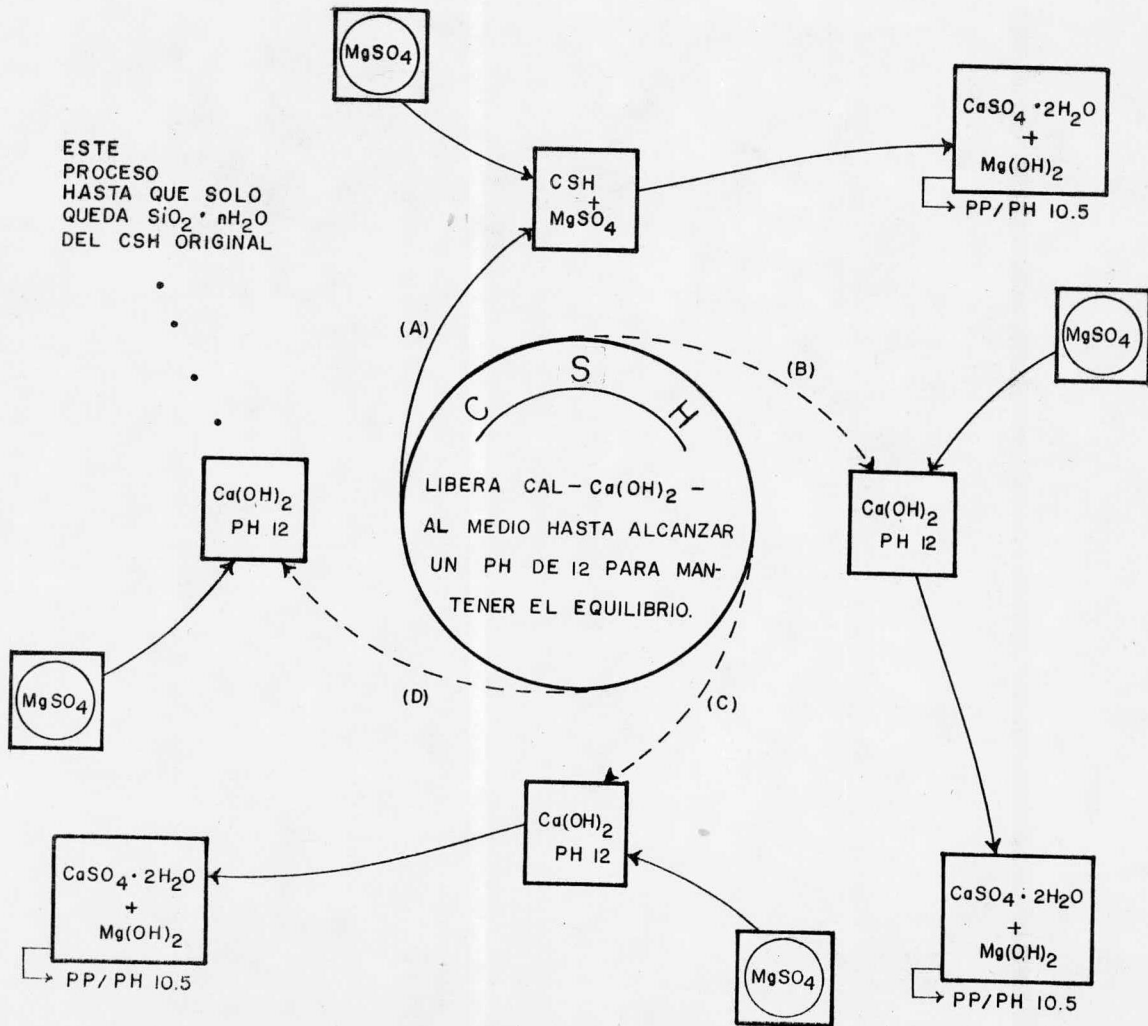 MgSO4
CaSO4 · 2H2O
+
Mg(OH)2
PP/PH 10.5
ESTE
PROCESO
HASTA QUE SOLO
QUEDA SiO2 · nH2O
DEL CSH ORIGINAL
CSH
+
MgSO4
MgSO4
(A)
(B)
C S H
LIBERA CAL – Ca(OH)2 –
AL MEDIO HASTA ALCANZAR
UN PH DE 12 PARA MAN-
TENER EL EQUILIBRIO.
Ca(OH)2
PH 12
Ca(OH)2
PH 12
MgSO4
(D)
(C)
Ca(OH)2
PH 12
CaSO4 · 2H2O
+
Mg(OH)2
PP/PH 10.5
MgSO4
CaSO4 · 2H2O
+
Mg(OH)2
PP/PH 10.5